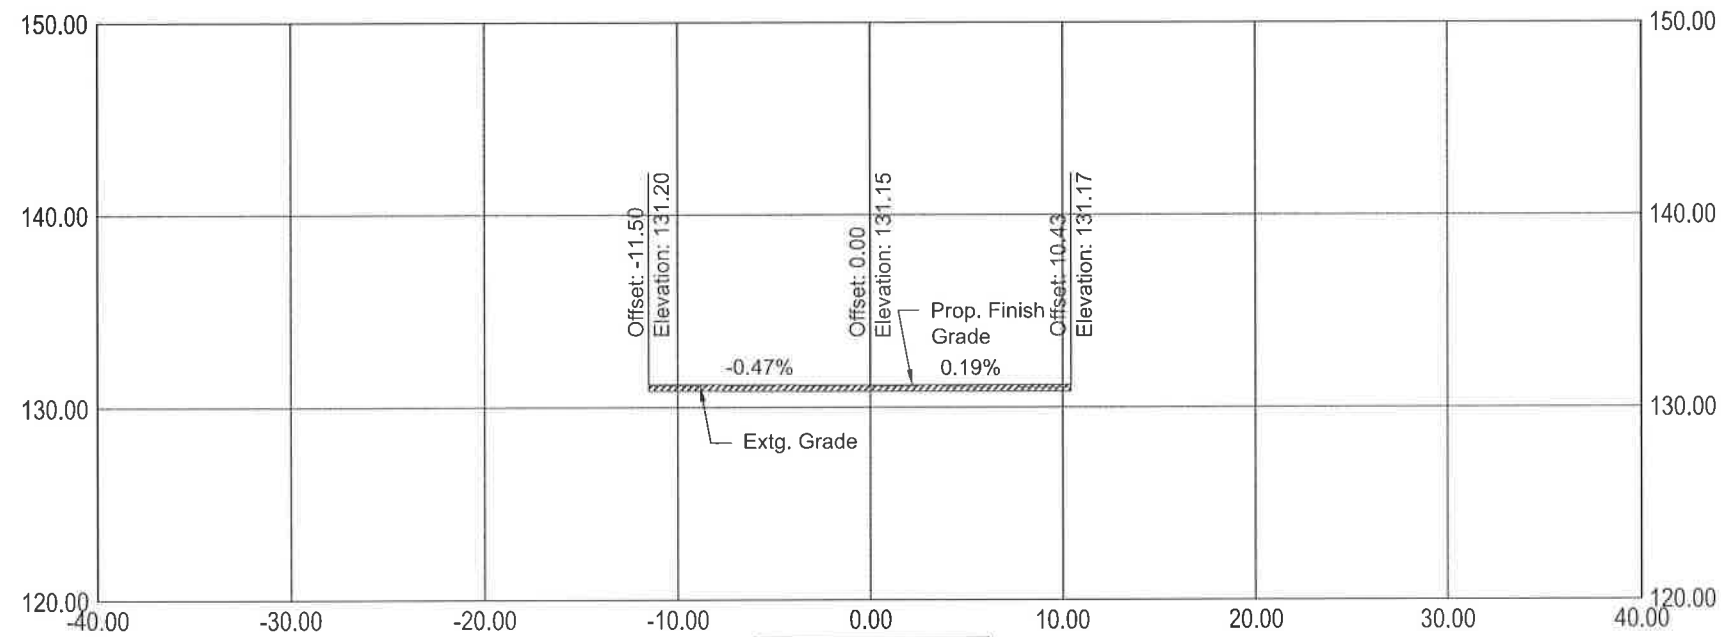 150.00
150.00
140.00
140.00
130.00
130.00
120.00
120.00
Offset: -11.50
Elevation: 131.20
Offset: 0.00
Elevation: 131.15
Offset: 10.43
Elevation: 131.17
Prop. Finish
Grade
-0.47%
0.19%
Extg. Grade
-40.00
-30.00
-20.00
-10.00
0.00
10.00
20.00
30.00
40.00